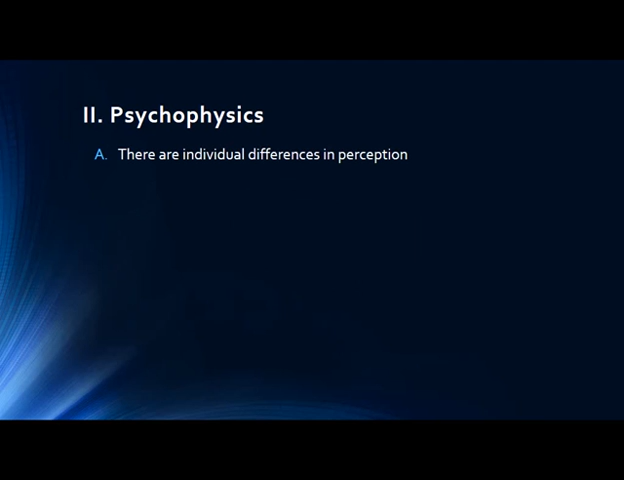 II. Psychophysics
A. There are individual differences in perception